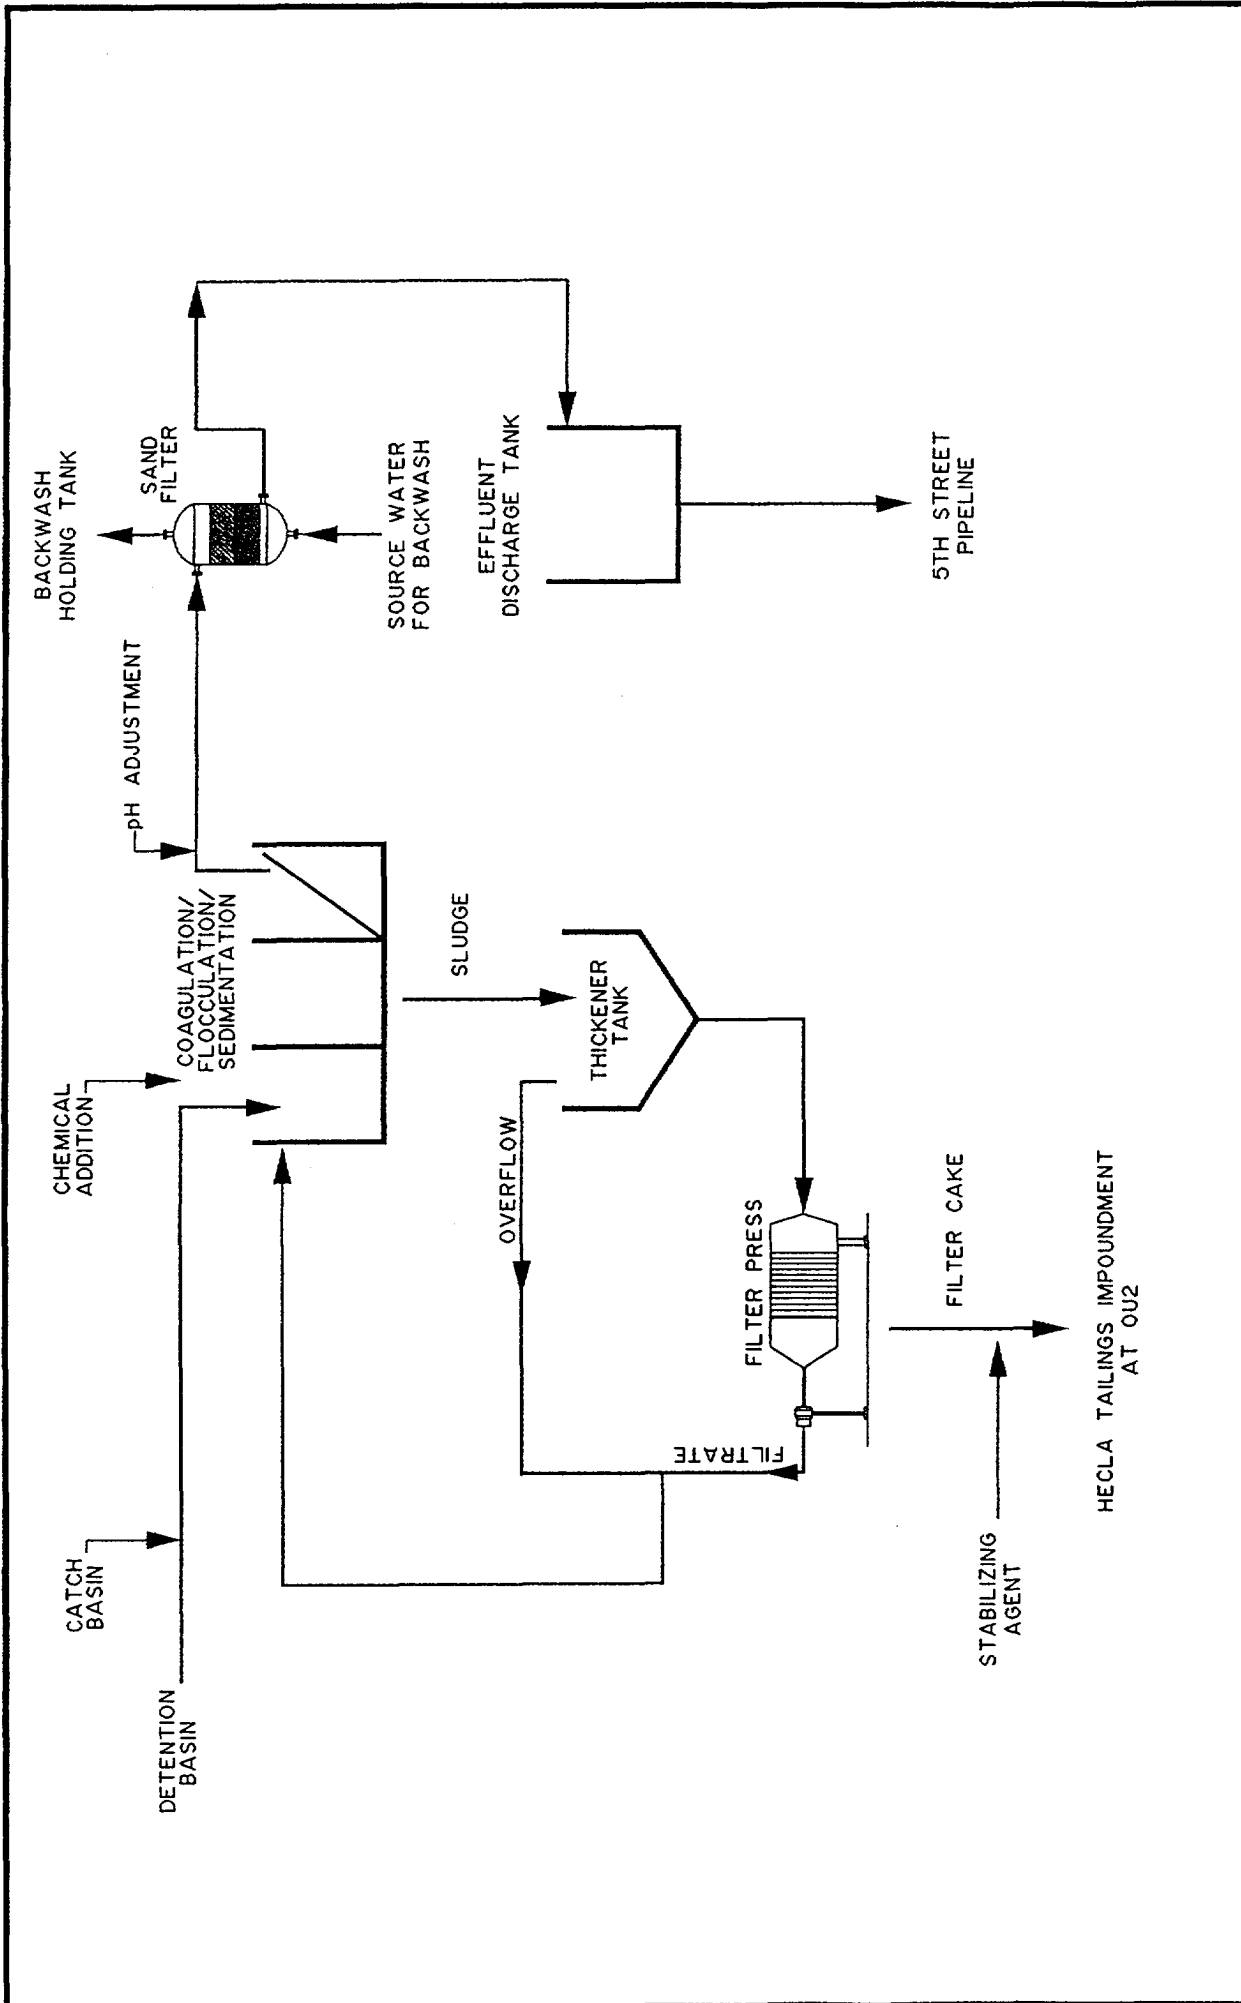 BACKWASH
HOLDING TANK
SAND
FILTER
SOURCE WATER
FOR BACKWASH
pH ADJUSTMENT
CHEMICAL
ADDITION
COAGULATION/
FLOCCULATION/
SEDIMENTATION
CATCH
BASIN
DETENTION
BASIN
SLUDGE
EFFLUENT
DISCHARGE TANK
5TH STREET
PIPELINE
THICKENER
TANK
OVERFLOW
FILTER PRESS
FILTRATE
FILTER CAKE
STABILIZING
AGENT
HECLA TAILINGS IMPOUNDMENT
AT OU2